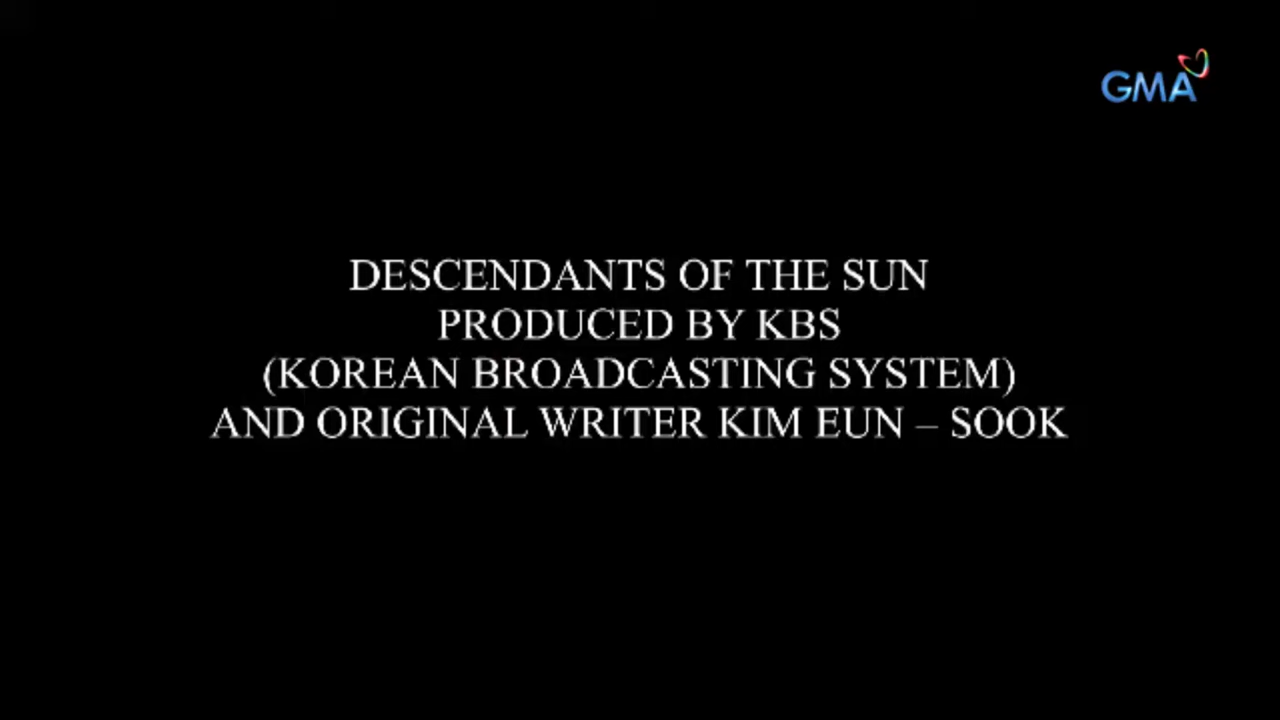 GMA
DESCENDANTS OF THE SUN
PRODUCED BY KBS
(KOREAN BROADCASTING SYSTEM)
AND ORIGINAL WRITER KIM EUN – SOOK